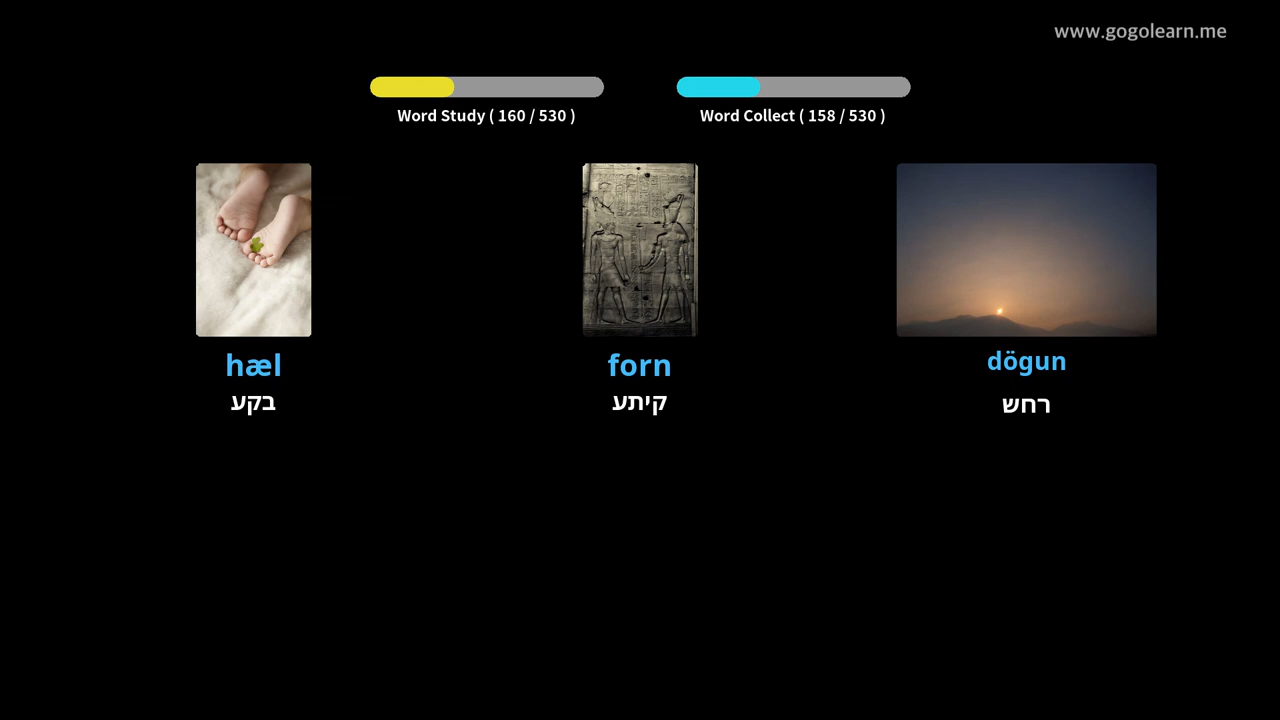 www.gogolearn.me
Word Study ( 160 / 530 )
Word Collect ( 158 / 530 )
hæl
forn
dögun
בקע
קיתע
רחש